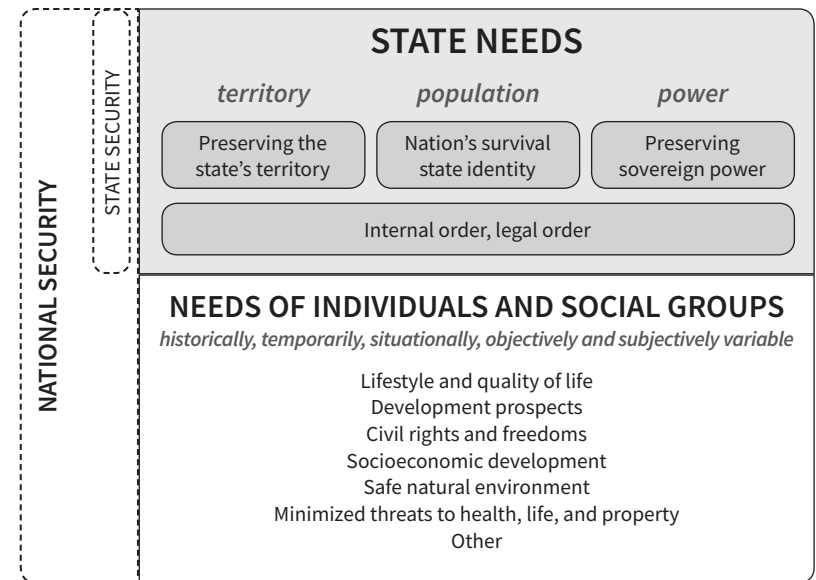 NATIONAL SECURITY
STATE SECURITY
STATE NEEDS
territory population power
Preserving the
state's territory
Nation's survival
state identity
Preserving
sovereign power
Internal order, legal order
NEEDS OF INDIVIDUALS AND SOCIAL GROUPS
historically, temporarily, situationally, objectively and subjectively variable
Lifestyle and quality of life
Development prospects
Civil rights and freedoms
Socioeconomic development
Safe natural environment
Minimized threats to health, life, and property
Other